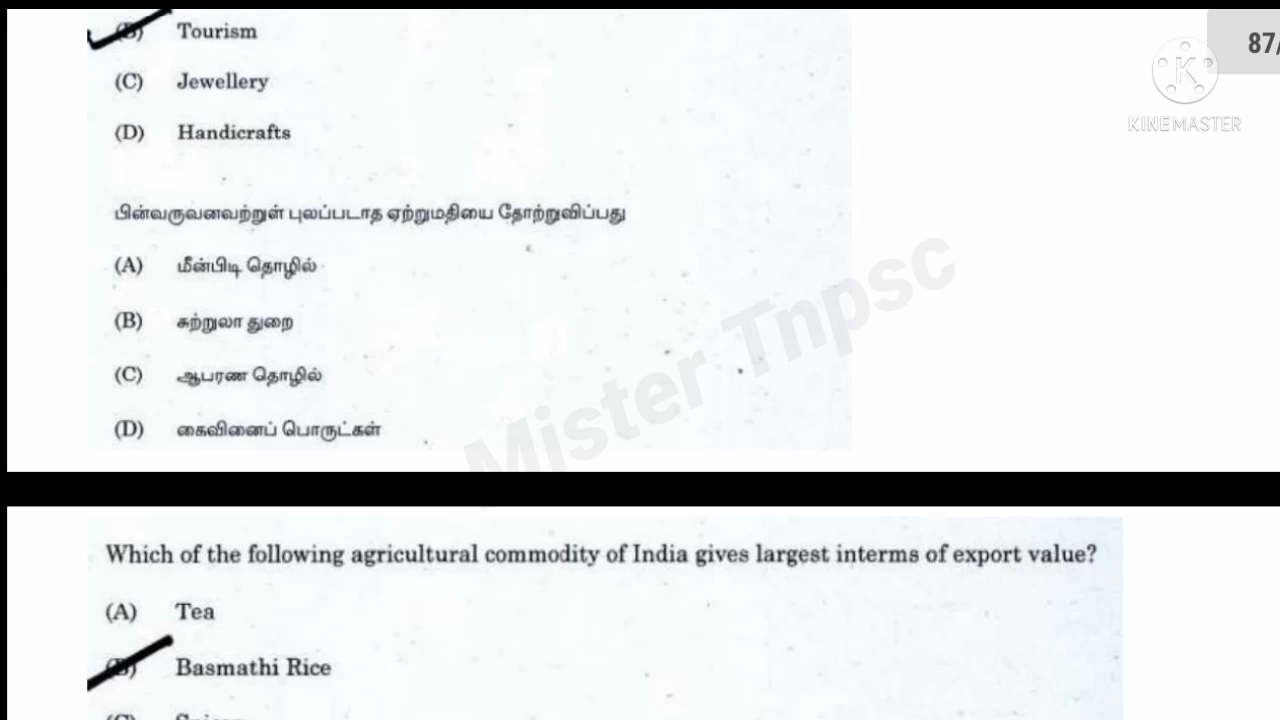 (B) Tourism
87/
(C) Jewellery
KINEMASTER
(D) Handicrafts
பின்வருவனவற்றுள் புலப்படாத ஏற்றுமதியை தோற்றுவிப்பது
(A) மீன்பிடி தொழில்
(B) சுற்றுலா துறை
(C) ஆபரண தொழில்
(D) கைவினைப் பொருட்கள்
Mister Tnpsc
Which of the following agricultural commodity of India gives largest interms of export value?
(A) Tea
(B) Basmathi Rice